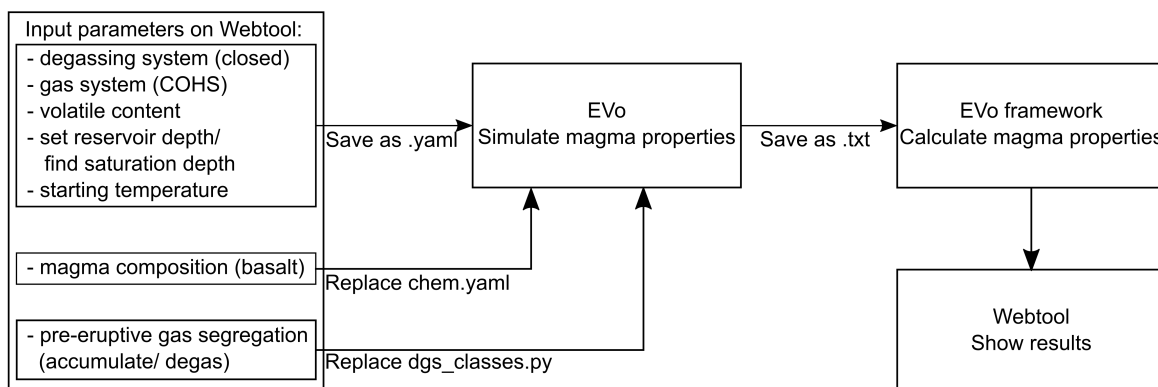 Input parameters on Webtool:
- degassing system (closed)
- gas system (COHS)
- volatile content
- set reservoir depth/
find saturation depth
- starting temperature
Save as .yaml
EVo
Simulate magma properties
Save as .txt
EVo framework
Calculate magma properties
- magma composition (basalt)
Replace chem.yaml
- pre-eruptive gas segregation
(accumulate/ degas)
Replace dgs_classes.py
Webtool
Show results